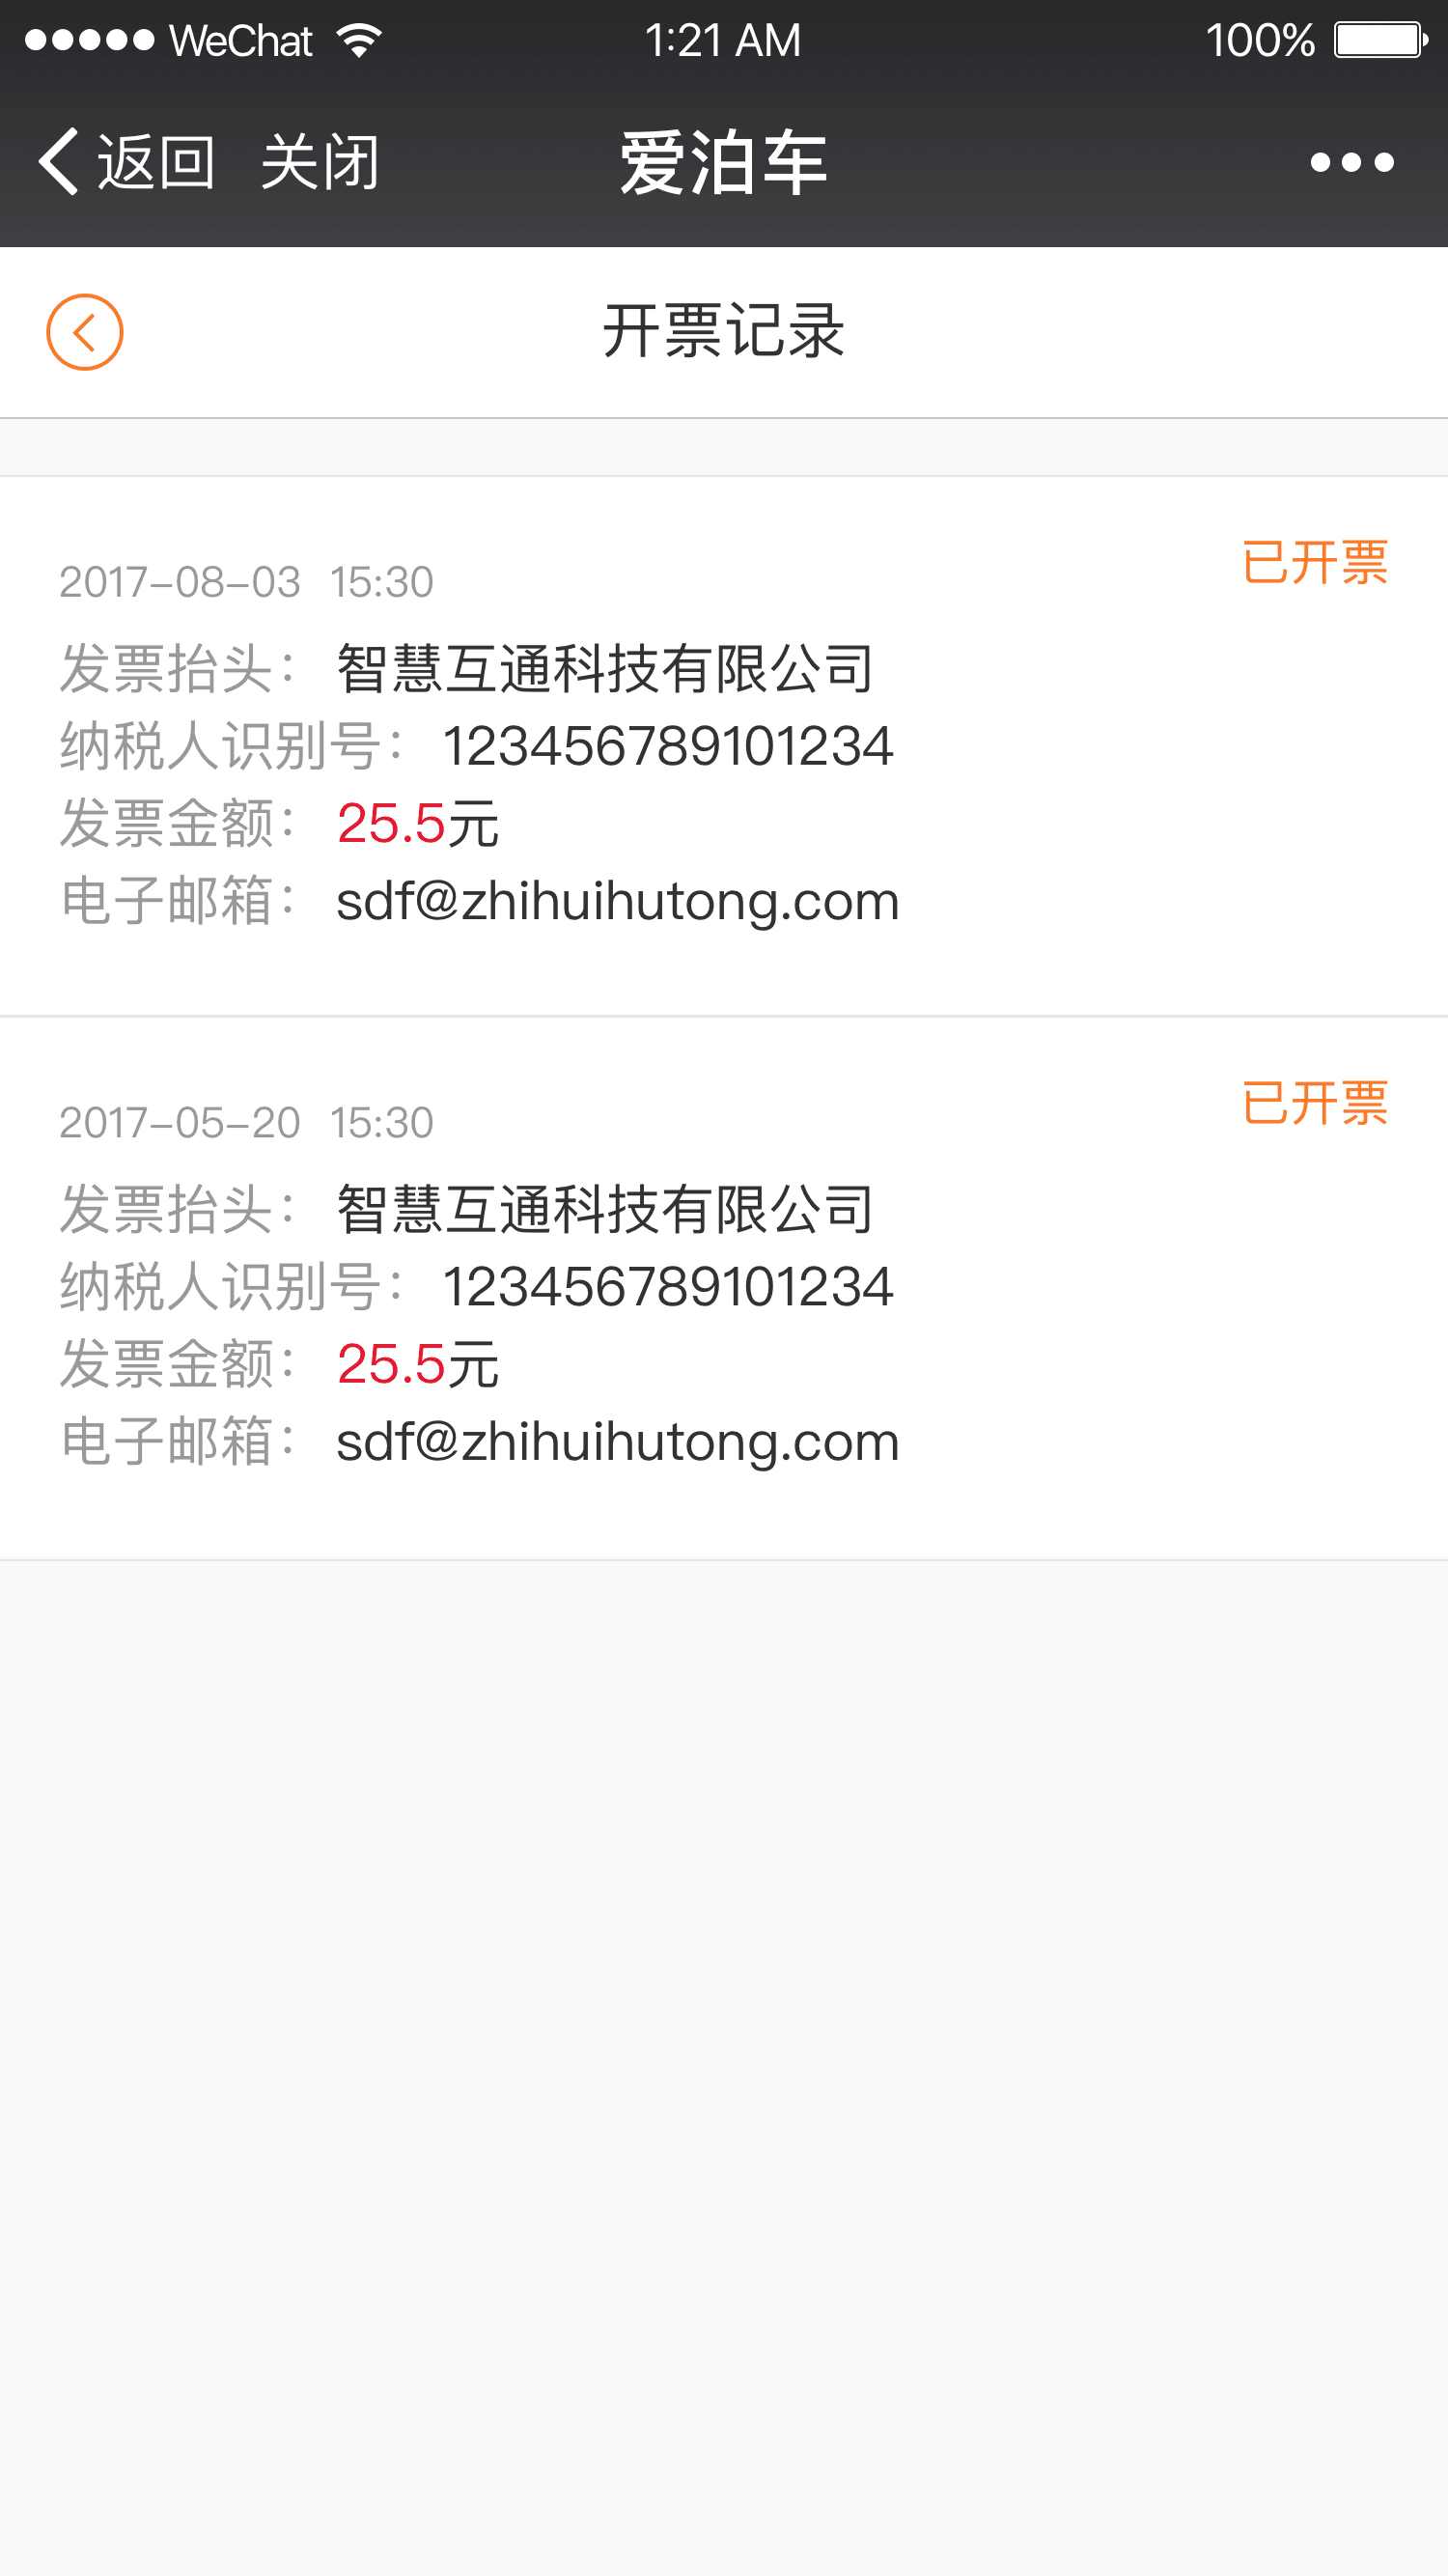 WeChat 1:21 AM 100%
返回 关闭 爱泊车
开票记录
已开票
2017-08-03 15:30
发票抬头： 智慧互通科技有限公司
纳税人识别号： 123456789101234
发票金额： 25.5元
电子邮箱： sdf@zhihuihutong.com
已开票
2017-05-20 15:30
发票抬头： 智慧互通科技有限公司
纳税人识别号： 123456789101234
发票金额： 25.5元
电子邮箱： sdf@zhihuihutong.com